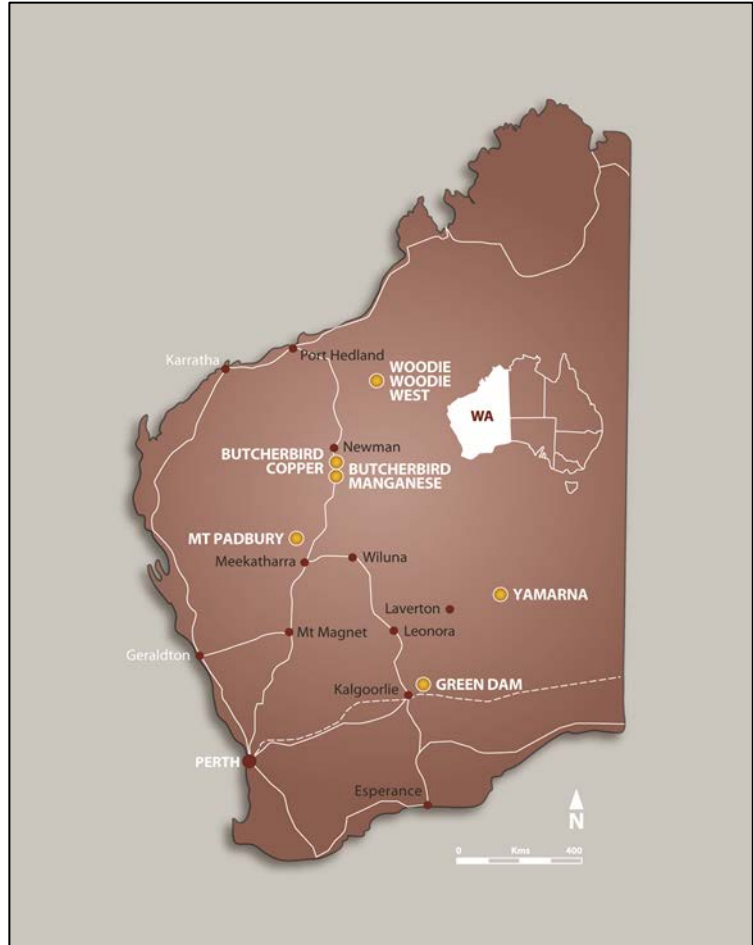 Port Hedland
Karratha
WOODIE
WOODIE
WEST
WA
Newman
BUTCHERBIRD
COPPER
BUTCHERBIRD
MANGANESE
MT PADBURY
Meekatharra
Wiluna
YAMARNA
Laverton
Leonora
Mt Magnet
Geraldton
GREEN DAM
Kalgoorlie
PERTH
Esperance
N
0 Kms 400